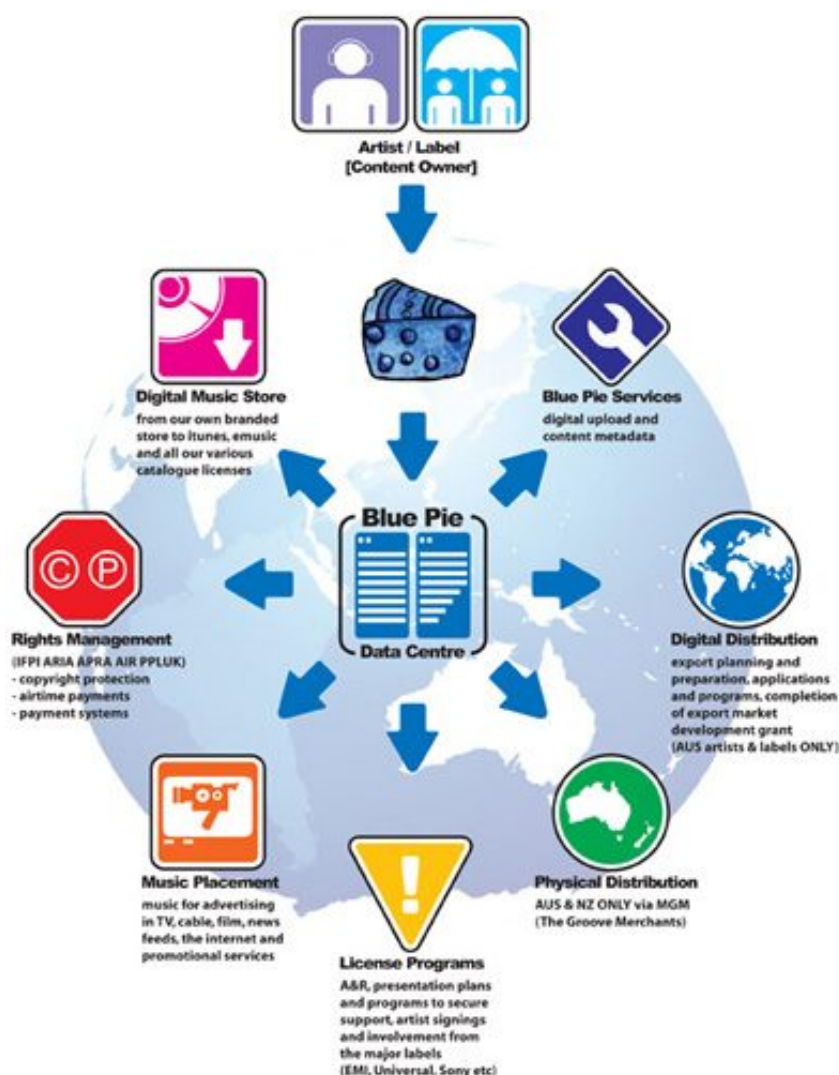 Artist / Label
[Content Owner]
Digital Music Store
from our own branded
store to itunes, emusic
and all our various
catalogue licenses
Blue Pie Services
digital upload and
content metadata
Blue Pie
Data Centre
C P
Rights Management
(IFPI ARIA APRA AIR PPLUK)
- copyright protection
- airtime payments
- payment systems
Digital Distribution
export planning and
preparation, applications
and programs, completion
of export market
development grant
(AUS artists & labels ONLY)
Music Placement
music for advertising
in TV, cable, film, news
feeds, the internet and
promotional services
!
License Programs
A&R, presentation plans
and programs to secure
support, artist signings
and involvement from
the major labels
(EMI, Universal, Sony etc)
Physical Distribution
AUS & NZ ONLY via MGM
(The Groove Merchants)